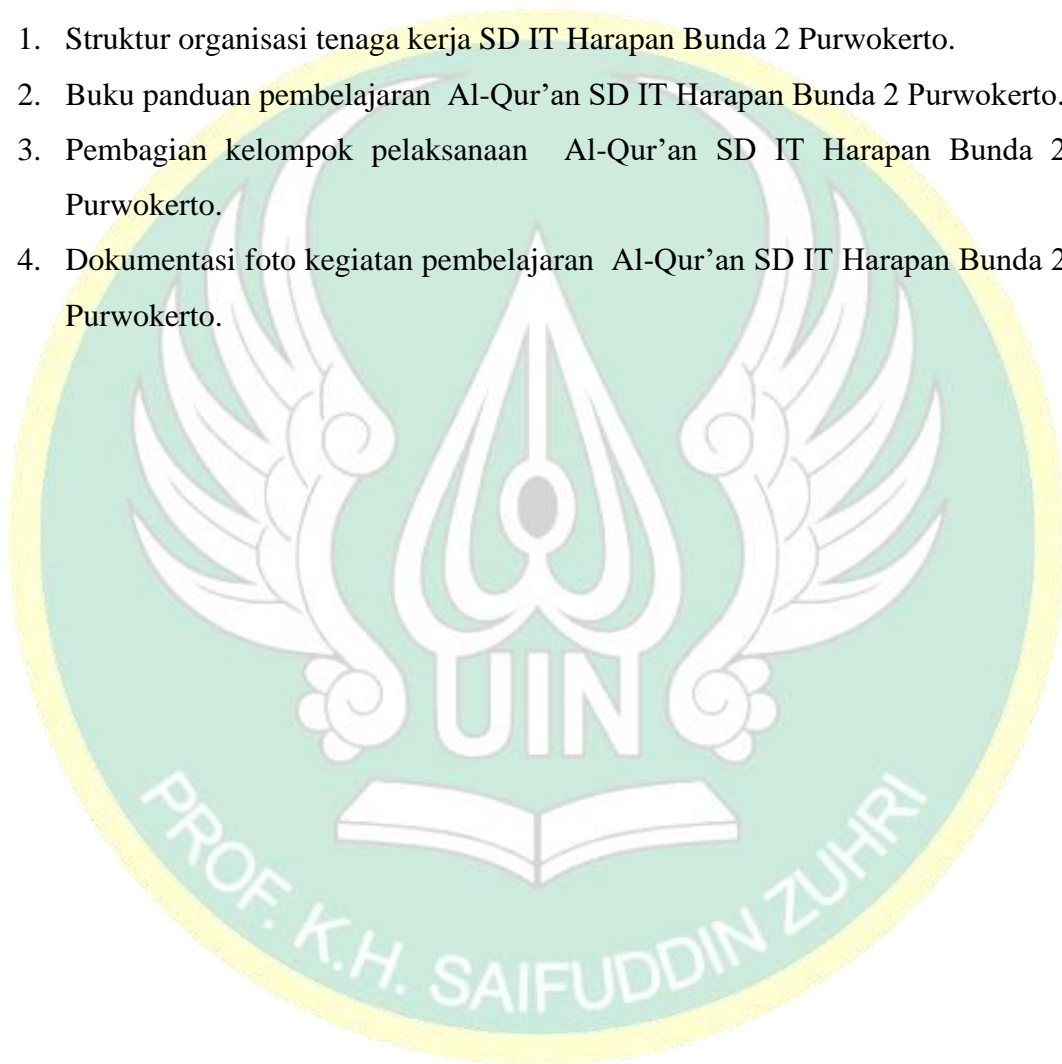 1. Struktur organisasi tenaga kerja SD IT Harapan Bunda 2 Purwokerto.
2. Buku panduan pembelajaran Al-Qur'an SD IT Harapan Bunda 2 Purwokerto.
3. Pembagian kelompok pelaksanaan Al-Qur'an SD IT Harapan Bunda 2
Purwokerto.
4. Dokumentasi foto kegiatan pembelajaran Al-Qur'an SD IT Harapan Bunda 2
Purwokerto.
UIN
PROF. K.H. SAIFUDDIN ZUHRI